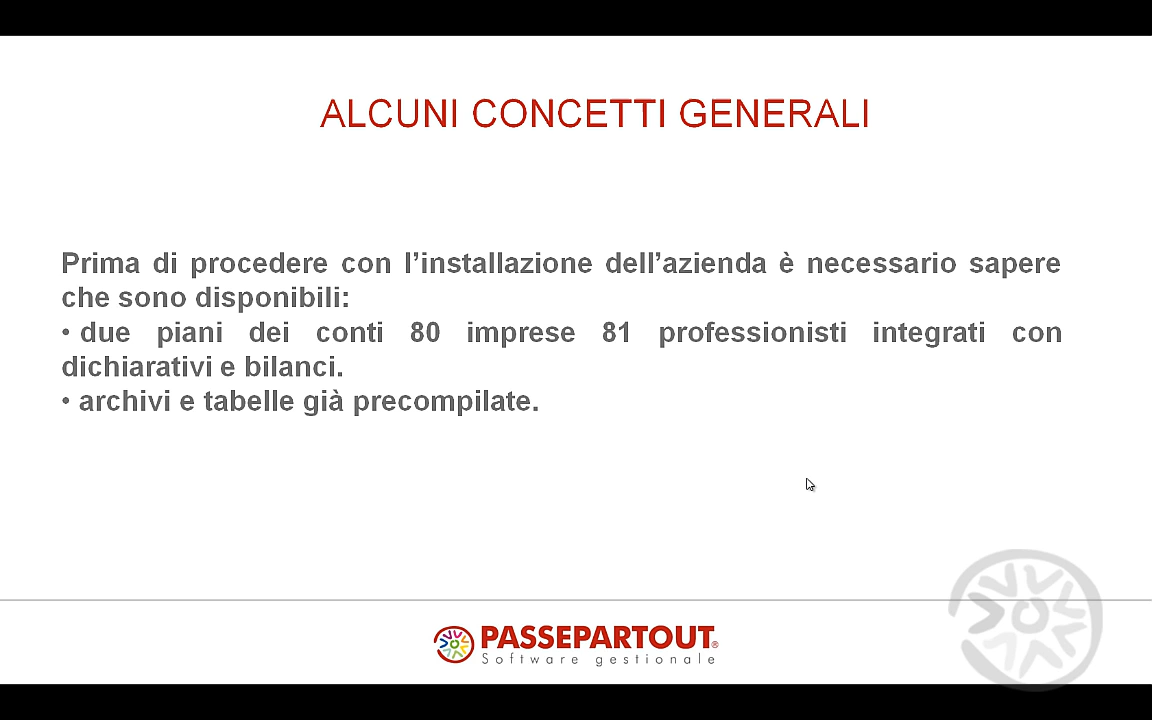 ALCUNI CONCETTI GENERALI
Prima di procedere con l’installazione dell’azienda è necessario sapere
che sono disponibili:
• due piani dei conti 80 imprese 81 professionisti integrati con
dichiarativi e bilanci.
• archivi e tabelle già precompilate.
PASSEPARTOUT®
Software gestionale